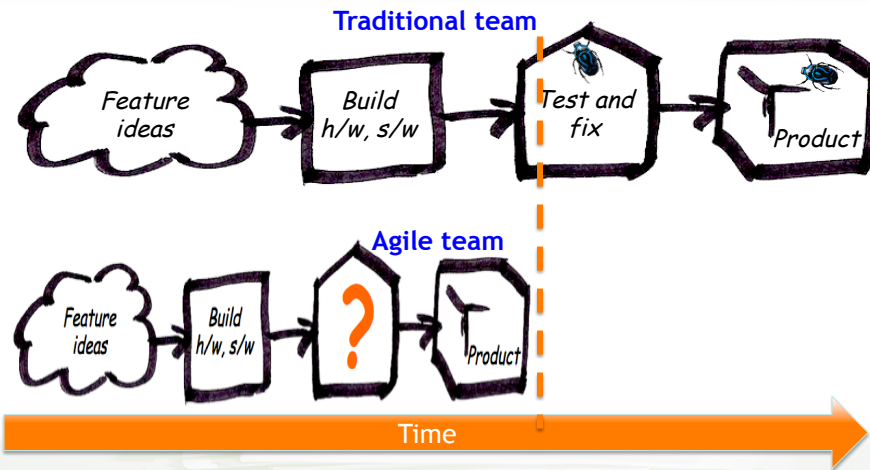 Traditional team
Feature
ideas
Build
h/w, s/w
Test and
fix
Product
Agile team
Feature
ideas
Build
h/w, s/w
?
Product
Time